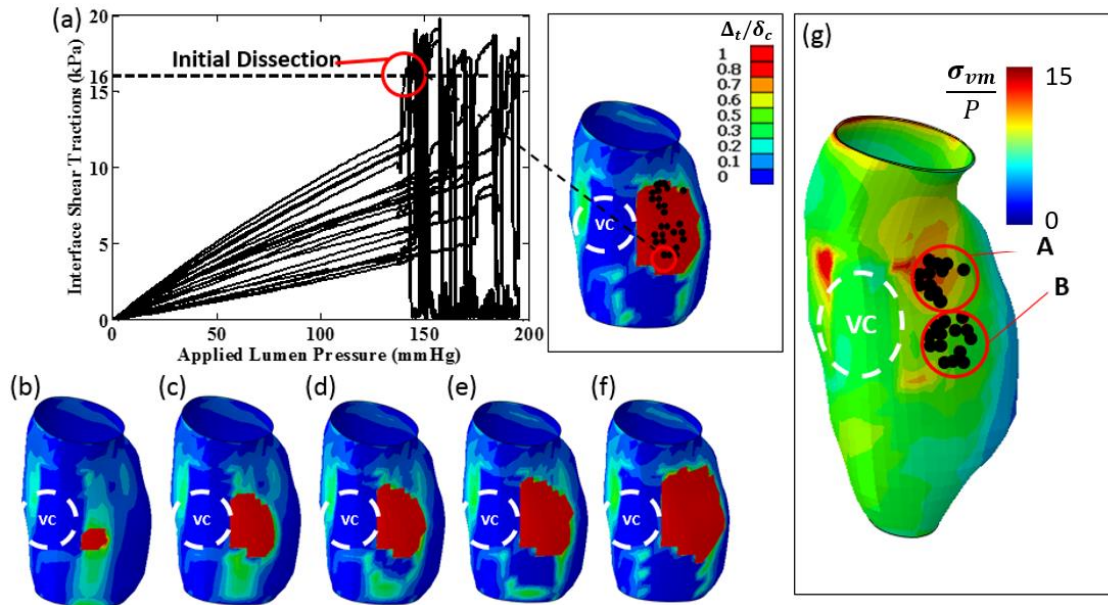 (a)
20
16
15
10
5
0
Interface Shear Tractions (kPa)
Initial Dissection
0 50 100 150 200
Applied Lumen Pressure (mmHg)
Δt/δc
1
0.8
0.7
0.6
0.5
0.3
0.2
0.1
0
VC
(g)
σvm
P
15
0
A
B
VC
(b) (c) (d) (e) (f)
VC VC VC VC VC